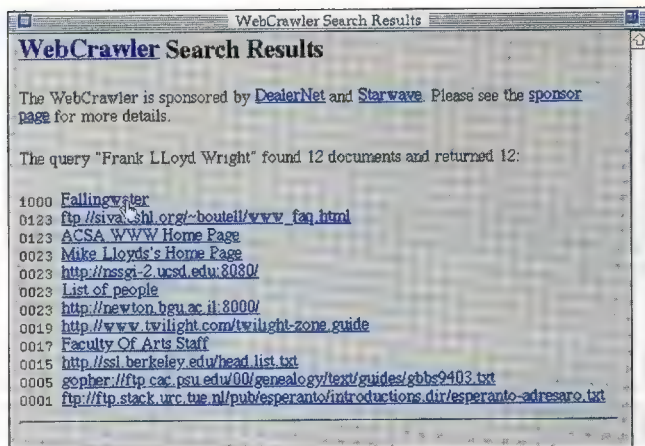 WebCrawler Search Results
WebCrawler Search Results
The WebCrawler is sponsored by DealerNet and Starwave. Please see the sponsor
page for more details.
The query "Frank LLoyd Wright" found 12 documents and returned 12:
1000 Fallingwater
0123 ftp://siva.cshl.org/~boutell/www_faq.html
0123 ACSA WWW Home Page
0023 Mike Lloyds's Home Page
0023 http://nssgi-2.ucsd.edu:8080/
0023 List of people
0023 http://newton.bgu.ac.il:8000/
0019 http://www.twilight.com/twilight-zone.guide
0017 Faculty Of Arts Staff
0015 http://ssl.berkeley.edu/head.list.txt
0005 gopher://ftp.cac.psu.edu/00/genealogy/text/guides/gbbs9403.txt
0001 ftp://ftp.stack.urc.tue.nl/pub/esperanto/introductions.dir/esperanto-adresaro.txt